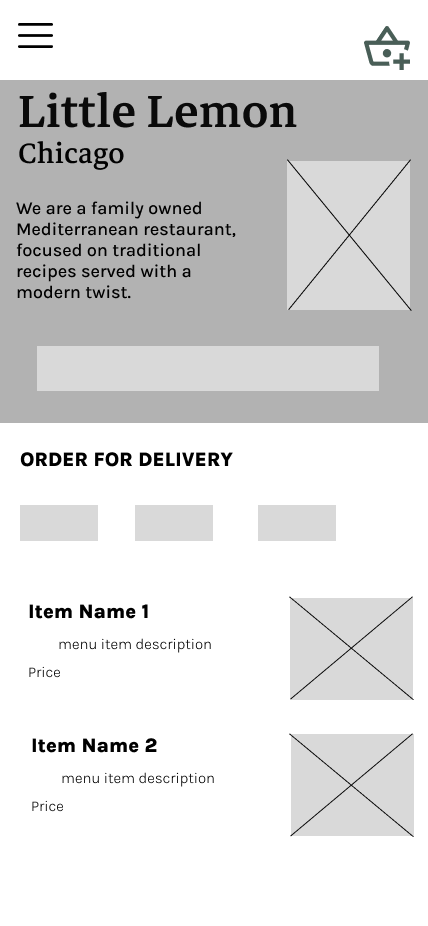 Little Lemon
Chicago
We are a family owned
Mediterranean restaurant,
focused on traditional
recipes served with a
modern twist.
ORDER FOR DELIVERY
Item Name 1
menu item description
Price
Item Name 2
menu item description
Price